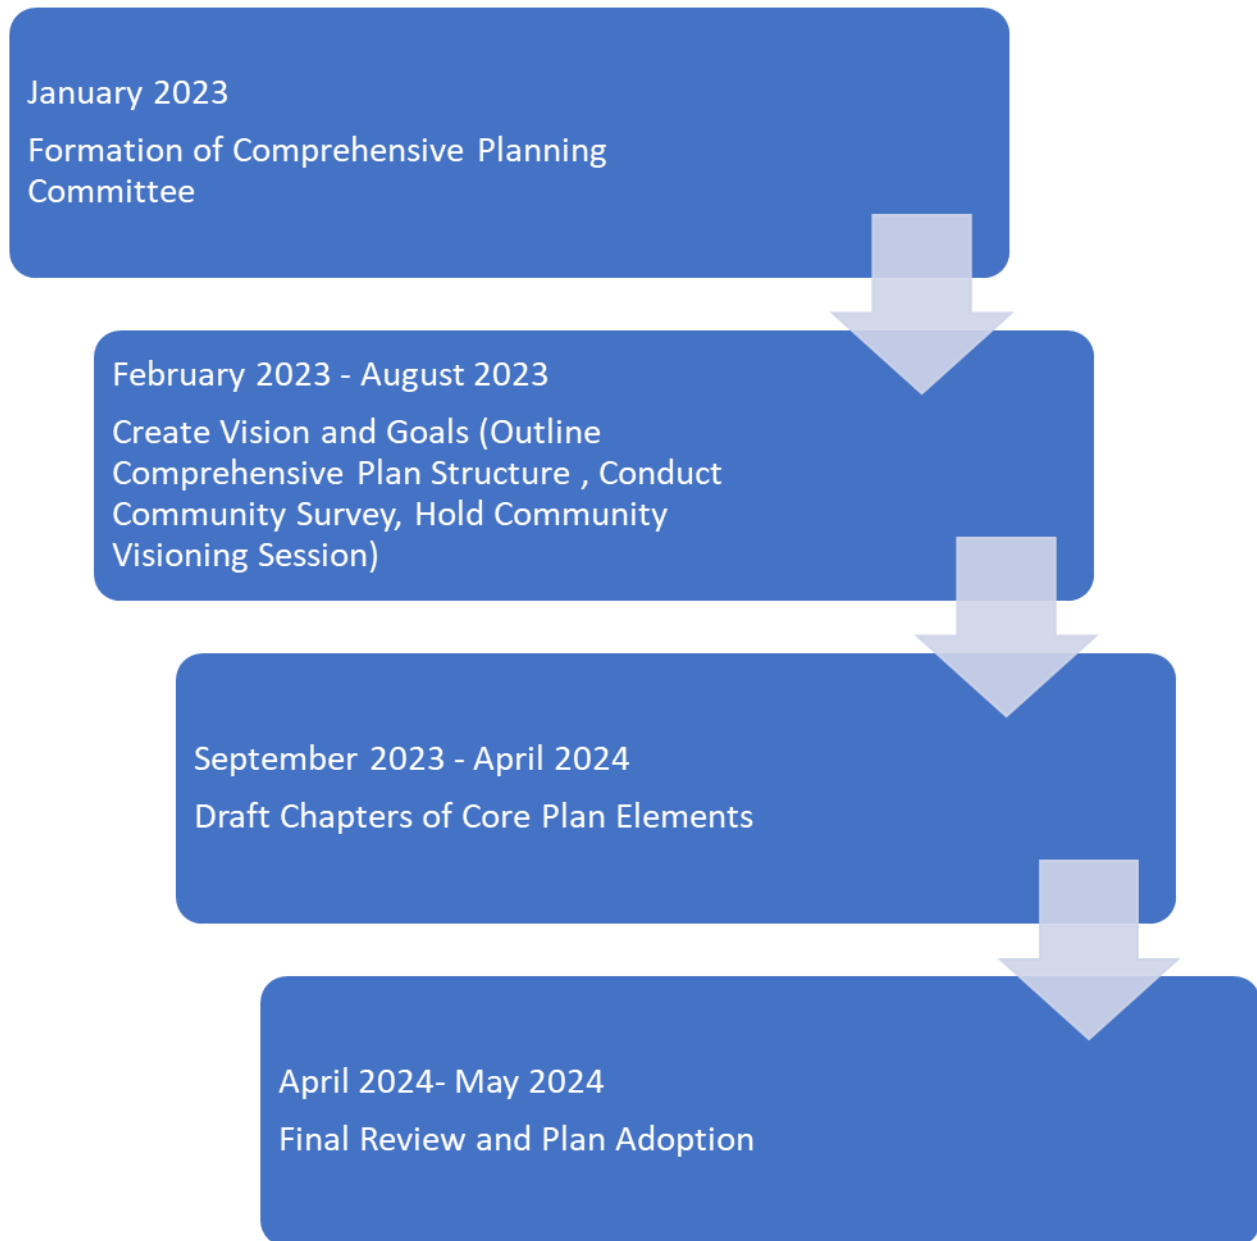 January 2023
Formation of Comprehensive Planning
Committee
February 2023 - August 2023
Create Vision and Goals (Outline
Comprehensive Plan Structure , Conduct
Community Survey, Hold Community
Visioning Session)
September 2023 - April 2024
Draft Chapters of Core Plan Elements
April 2024- May 2024
Final Review and Plan Adoption